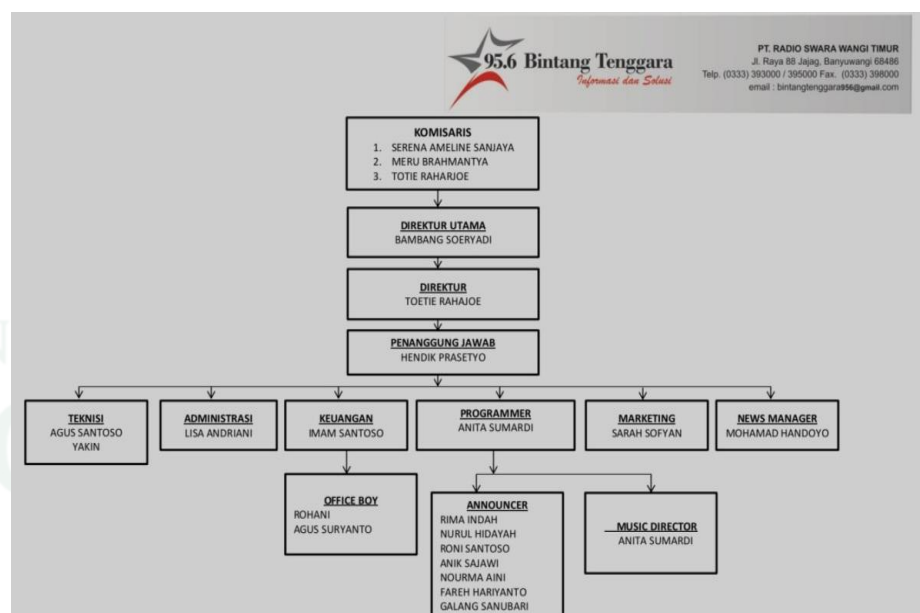 95.6 Bintang Tenggara
Informasi dan Solusi
PT. RADIO SWARA WANGI TIMUR
Jl. Raya 88 Jajag, Banyuwangi 68486
Telp. (0333) 393000 / 395000 Fax. (0333) 398000
email : bintangtenggara956@gmail.com
KOMISARIS
1. SERENA AMELINE SANJAYA
2. MERU BRAHMANTYA
3. TOTIE RAHARJOE
DIREKTUR UTAMA
BAMBANG SOERYADI
DIREKTUR
TOETIE RAHAJOE
PENANGGUNG JAWAB
HENDIK PRASETYO
TEKNISI
AGUS SANTOSO
YAKIN
ADMINISTRASI
LISA ANDRIANI
KEUANGAN
IMAM SANTOSO
PROGRAMMER
ANITA SUMARDI
MARKETING
SARAH SOFYAN
NEWS MANAGER
MOHAMAD HANDOYO
OFFICE BOY
ROHANI
AGUS SURYANTO
ANNOUNCER
RIMA INDAH
NURUL HIDAYAH
RONI SANTOSO
ANIK SAJAWI
NOURMA AINI
FAREH HARIYANTO
GALANG SANUBARI
MUSIC DIRECTOR
ANITA SUMARDI